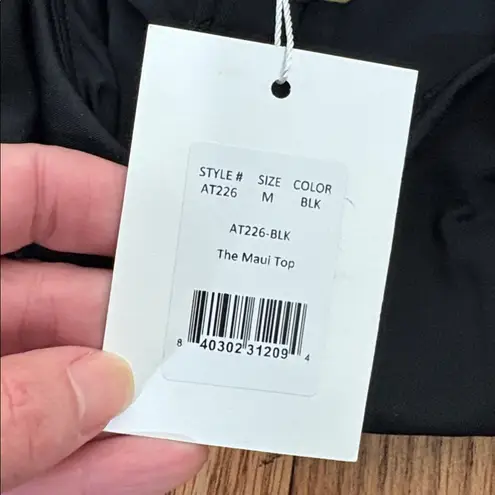 STYLE # SIZE COLOR
AT226 M BLK
AT226-BLK
The Maui Top
8 40302 31209 4